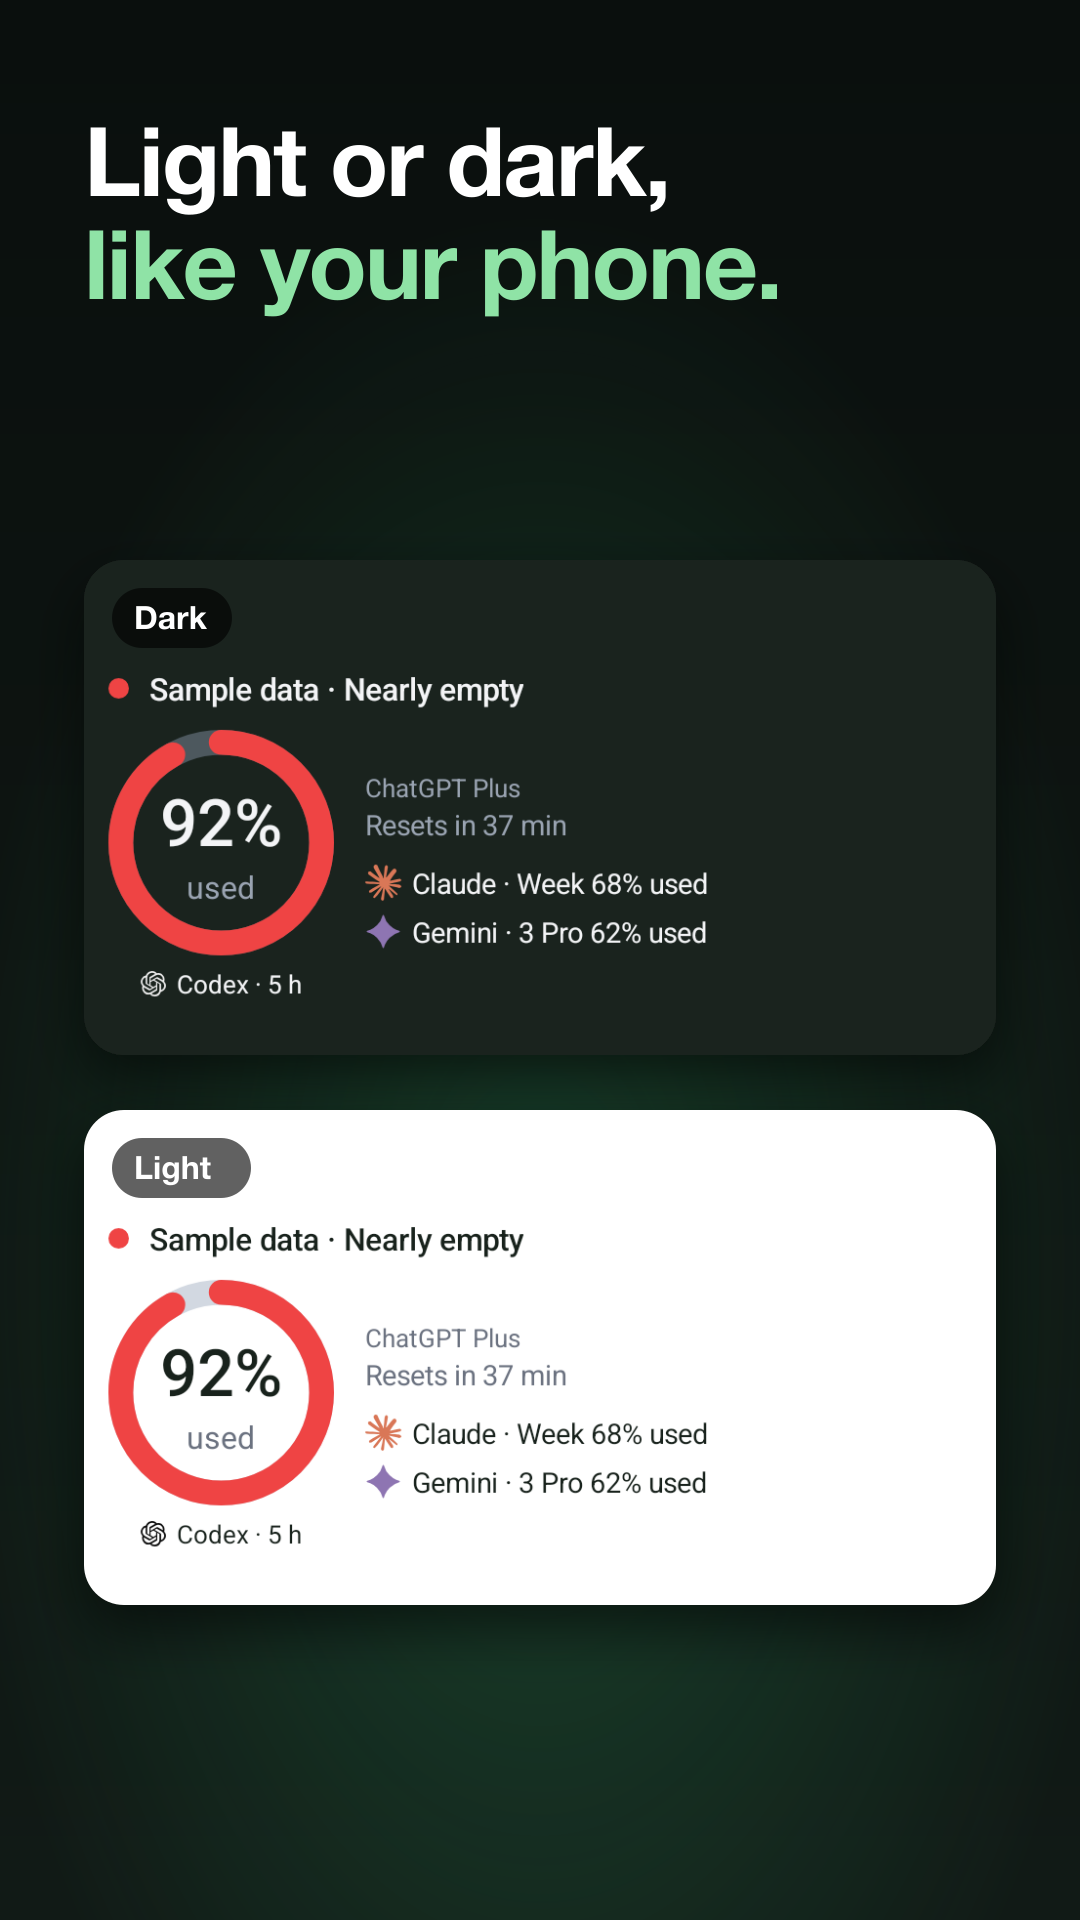 Light or dark,
like your phone.
Dark
Sample data · Nearly empty
92%
used
Codex · 5 h
ChatGPT Plus
Resets in 37 min
Claude · Week 68% used
Gemini · 3 Pro 62% used
Light
Sample data · Nearly empty
92%
used
Codex · 5 h
ChatGPT Plus
Resets in 37 min
Claude · Week 68% used
Gemini · 3 Pro 62% used